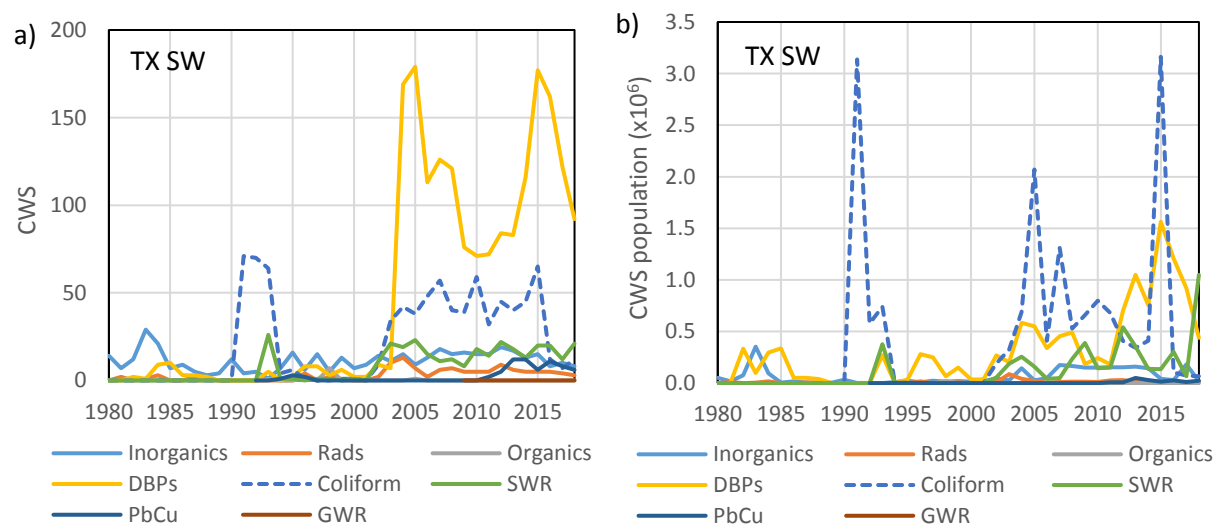 a)
TX SW
CWS
200
150
100
50
0
1980 1985 1990 1995 2000 2005 2010 2015
Inorganics Rads Organics
DBPs Coliform SWR
PbCu GWR
b)
TX SW
CWS population (x10⁶)
3.5
3.0
2.5
2.0
1.5
1.0
0.5
0.0
1980 1985 1990 1995 2000 2005 2010 2015
Inorganics Rads Organics
DBPs Coliform SWR
PbCu GWR